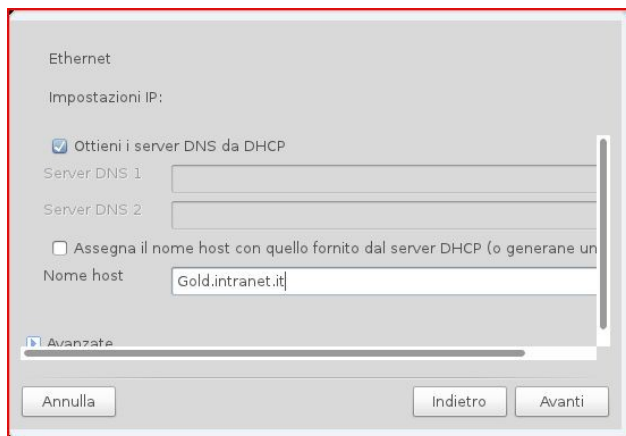 Ethernet
Impostazioni IP:
Ottieni i server DNS da DHCP
Server DNS 1
Server DNS 2
Assegna il nome host con quello fornito dal server DHCP (o generane un
Nome host Gold.intranet.it
Avanzate
Annulla Indietro Avanti